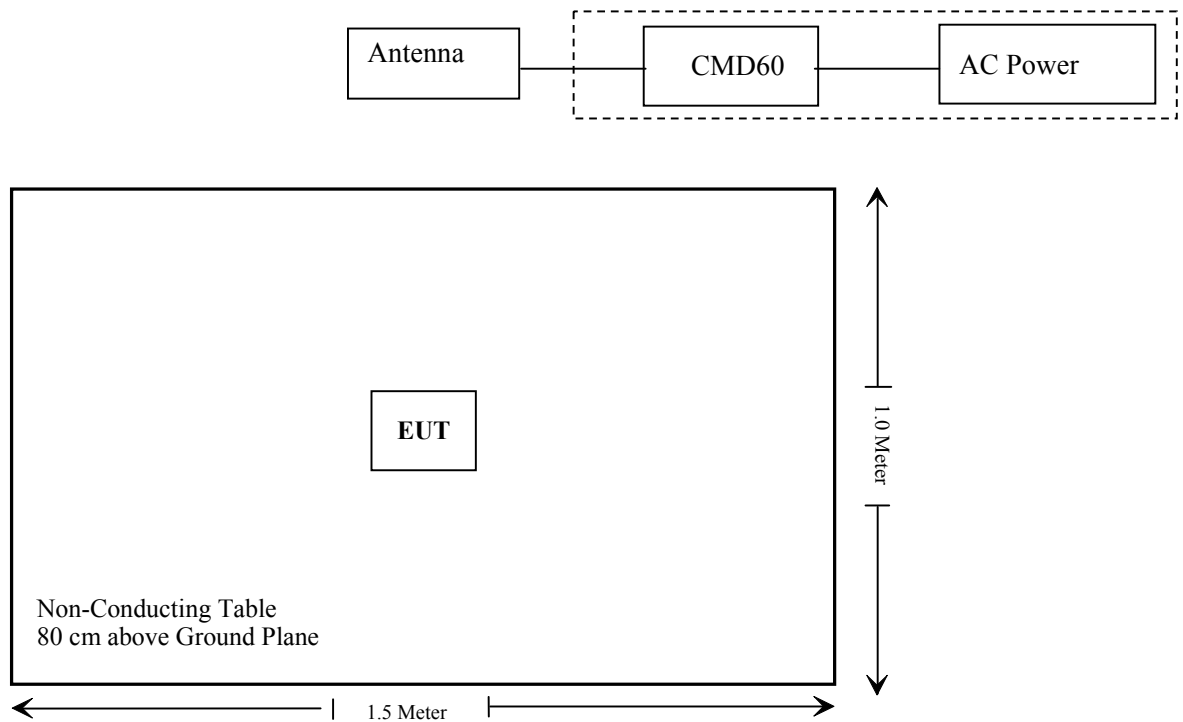 Antenna
CMD60
AC Power
EUT
1.0 Meter
Non-Conducting Table
80 cm above Ground Plane
1.5 Meter